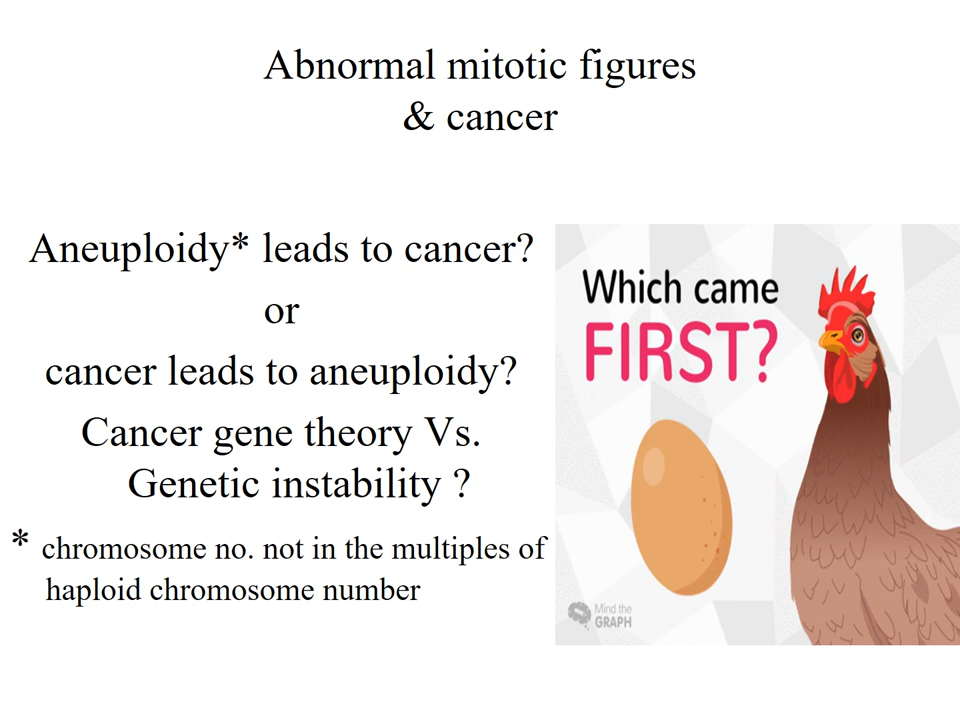 Abnormal mitotic figures
& cancer
Aneuploidy* leads to cancer?
or
cancer leads to aneuploidy?
Cancer gene theory Vs.
Genetic instability ?
* chromosome no. not in the multiples of
haploid chromosome number
Which came
FIRST?
Mind the
GRAPH